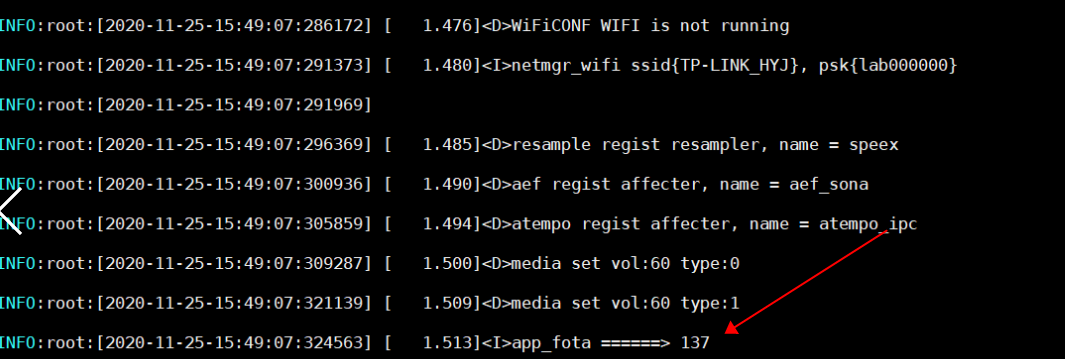 INFO:root:[2020-11-25-15:49:07:286172] [   1.476]<D>WiFiCONF WIFI is not running
INFO:root:[2020-11-25-15:49:07:291373] [   1.480]<I>netmgr_wifi ssid{TP-LINK_HYJ}, psk{lab000000}
INFO:root:[2020-11-25-15:49:07:291969]
INFO:root:[2020-11-25-15:49:07:296369] [   1.485]<D>resample regist resampler, name = speex
INFO:root:[2020-11-25-15:49:07:300936] [   1.490]<D>aef regist affecter, name = aef_sona
INFO:root:[2020-11-25-15:49:07:305859] [   1.494]<D>atempo regist affecter, name = atempo_ipc
INFO:root:[2020-11-25-15:49:07:309287] [   1.500]<D>media set vol:60 type:0
INFO:root:[2020-11-25-15:49:07:321139] [   1.509]<D>media set vol:60 type:1
INFO:root:[2020-11-25-15:49:07:324563] [   1.513]<I>app_fota ======> 137